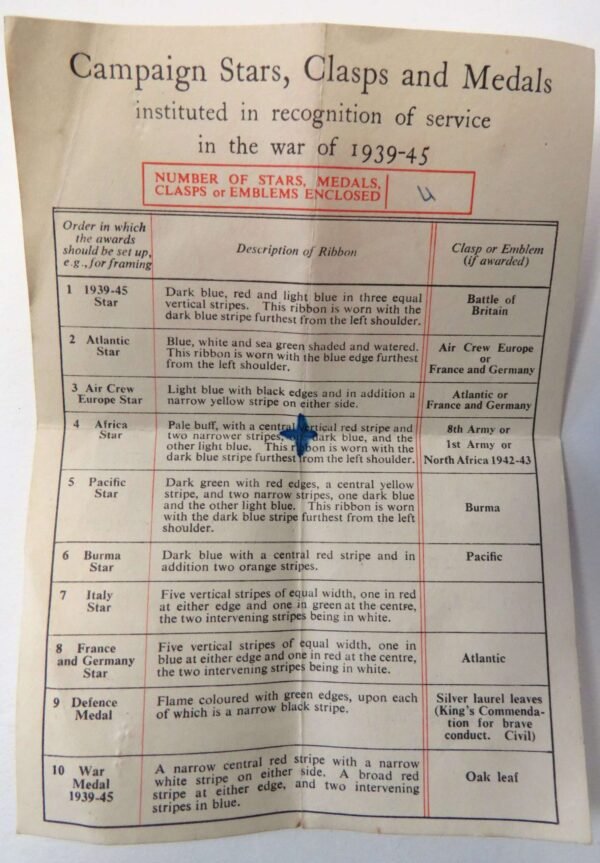 Campaign Stars, Clasps and Medals
instituted in recognition of service
in the war of 1939-45
NUMBER OF STARS, MEDALS,
CLASPS or EMBLEMS ENCLOSED
4
Order in which
the awards
should be set up,
e.g., for framing
Description of Ribbon
Clasp or Emblem
(if awarded)
1 1939-45
Star
Dark blue, red and light blue in three equal
vertical stripes. This ribbon is worn with the
dark blue stripe furthest from the left shoulder.
Battle of
Britain
2 Atlantic
Star
Blue, white and sea green shaded and watered.
This ribbon is worn with the blue edge furthest
from the left shoulder.
Air Crew Europe
or
France and Germany
3 Air Crew
Europe Star
Light blue with black edges and in addition a
narrow yellow stripe on either side.
Atlantic or
France and Germany
4 Africa
Star
Pale buff, with a central vertical red stripe and
two narrower stripes, dark blue, and the
other light blue. This ribbon is worn with the
dark blue stripe furthest from the left shoulder.
8th Army or
1st Army or
North Africa 1942-43
5 Pacific
Star
Dark green with red edges, a central yellow
stripe, and two narrow stripes, one dark blue
and the other light blue. This ribbon is worn
with the dark blue stripe furthest from the left
shoulder.
Burma
6 Burma
Star
Dark blue with a central red stripe and in
addition two orange stripes.
Pacific
7 Italy
Star
Five vertical stripes of equal width, one in red
at either edge and one in green at the centre,
the two intervening stripes being in white.
8 France
and Germany
Star
Five vertical stripes of equal width, one in
blue at either edge and one in red at the centre,
the two intervening stripes being in white.
Atlantic
9 Defence
Medal
Flame coloured with green edges, upon each
of which is a narrow black stripe.
Silver laurel leaves
(King's Commenda-
tion for brave
conduct. Civil)
10 War
Medal
1939-45
A narrow central red stripe with a narrow
white stripe on either side. A broad red
stripe at either edge, and two intervening
stripes in blue.
Oak leaf